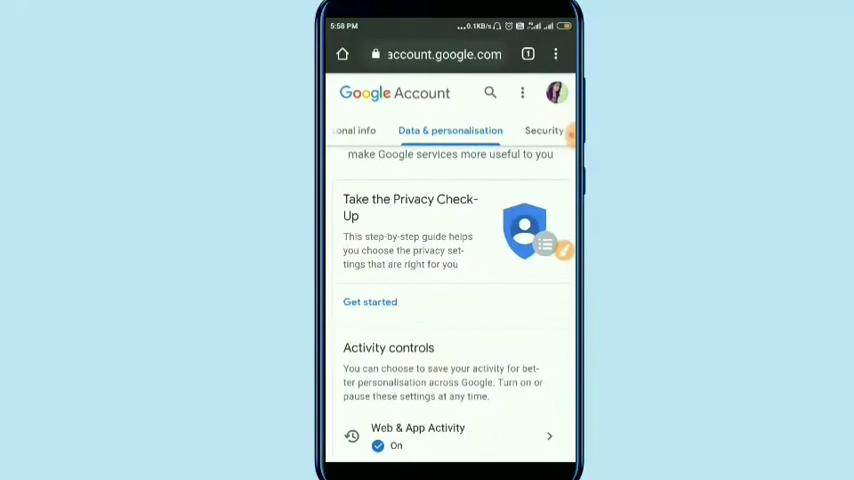 5:58 PM
...0.1KB/s
account.google.com
1
Google Account
onal info Data & personalisation Security
make Google services more useful to you
Take the Privacy Check-
Up
This step-by-step guide helps
you choose the privacy set-
tings that are right for you
Get started
Activity controls
You can choose to save your activity for bet-
ter personalisation across Google. Turn on or
pause these settings at any time.
Web & App Activity
On